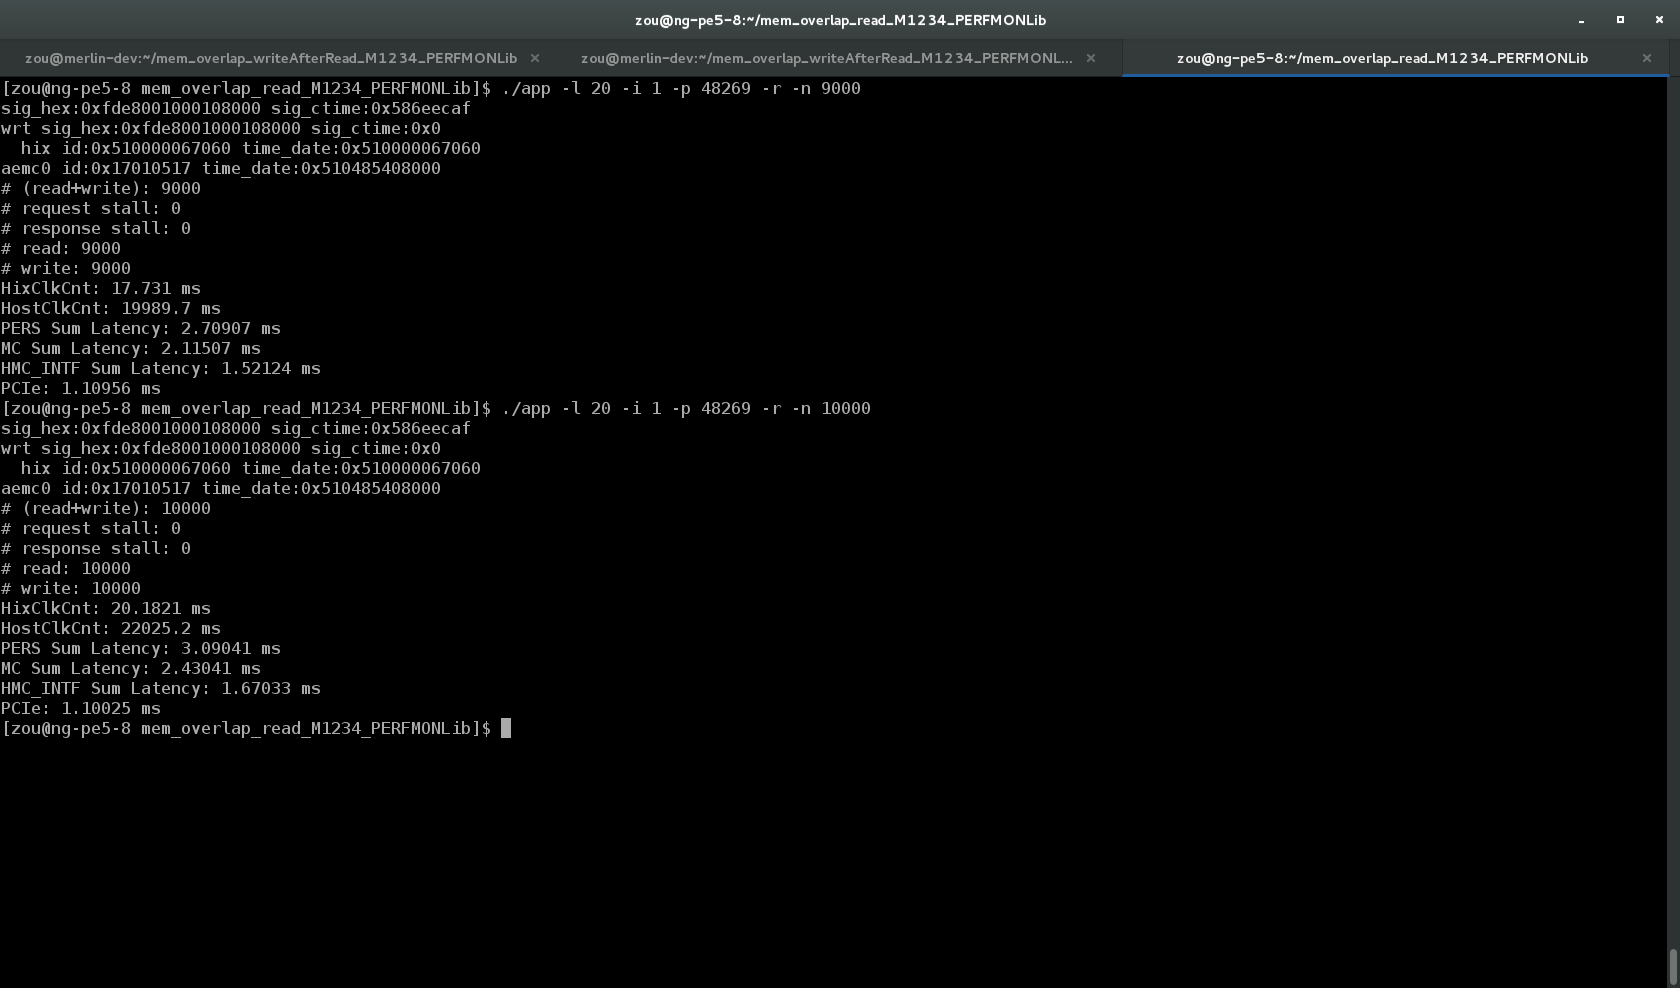 zou@ng-pe5-8:~/mem_overlap_read_M1234_PERFMONLib
zou@merlin-dev:~/mem_overlap_writeAfterRead_M1234_PERFMONLib
zou@merlin-dev:~/mem_overlap_writeAfterRead_M1234_PERFMONL...
zou@ng-pe5-8:~/mem_overlap_read_M1234_PERFMONLib
[zou@ng-pe5-8 mem_overlap_read_M1234_PERFMONLib]$ ./app -l 20 -i 1 -p 48269 -r -n 9000
sig_hex:0xfde8001000108000 sig_ctime:0x586eecaf
wrt sig_hex:0xfde8001000108000 sig_ctime:0x0
  hix id:0x510000067060 time_date:0x510000067060
aemc0 id:0x17010517 time_date:0x510485408000
# (read+write): 9000
# request stall: 0
# response stall: 0
# read: 9000
# write: 9000
HixClkCnt: 17.731 ms
HostClkCnt: 19989.7 ms
PERS Sum Latency: 2.70907 ms
MC Sum Latency: 2.11507 ms
HMC_INTF Sum Latency: 1.52124 ms
PCIe: 1.10956 ms
[zou@ng-pe5-8 mem_overlap_read_M1234_PERFMONLib]$ ./app -l 20 -i 1 -p 48269 -r -n 10000
sig_hex:0xfde8001000108000 sig_ctime:0x586eecaf
wrt sig_hex:0xfde8001000108000 sig_ctime:0x0
  hix id:0x510000067060 time_date:0x510000067060
aemc0 id:0x17010517 time_date:0x510485408000
# (read+write): 10000
# request stall: 0
# response stall: 0
# read: 10000
# write: 10000
HixClkCnt: 20.1821 ms
HostClkCnt: 22025.2 ms
PERS Sum Latency: 3.09041 ms
MC Sum Latency: 2.43041 ms
HMC_INTF Sum Latency: 1.67033 ms
PCIe: 1.10025 ms
[zou@ng-pe5-8 mem_overlap_read_M1234_PERFMONLib]$